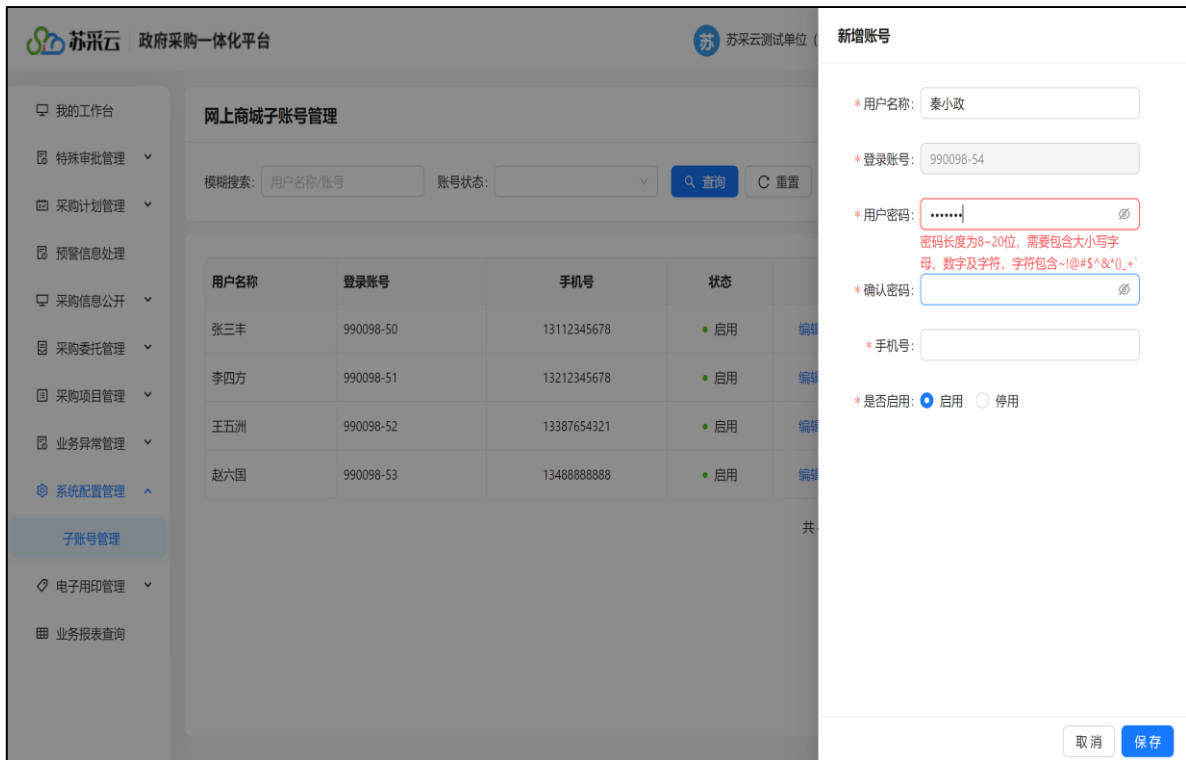 苏采云 政府采购一体化平台
苏 苏采云测试单位 (
我的工作台
特殊审批管理
采购计划管理
预警信息处理
采购信息公开
采购委托管理
采购项目管理
业务异常管理
系统配置管理
子账号管理
电子用印管理
业务报表查询
网上商城子账号管理
模糊搜索: 用户名称/账号 账号状态: 查询 重置
用户名称 登录账号 手机号 状态
张三丰 990098-50 13112345678 启用 编辑
李四方 990098-51 13212345678 启用 编辑
王五洲 990098-52 13387654321 启用 编辑
赵六国 990098-53 13488888888 启用 编辑
共
新增账号
* 用户名称: 秦小政
* 登录账号: 990098-54
* 用户密码: •••••••
密码长度为8~20位，需要包含大小写字
母、数字及字符，字符包含~!@#$^&*()_+`
* 确认密码:
* 手机号:
* 是否启用: 启用 停用
取消 保存